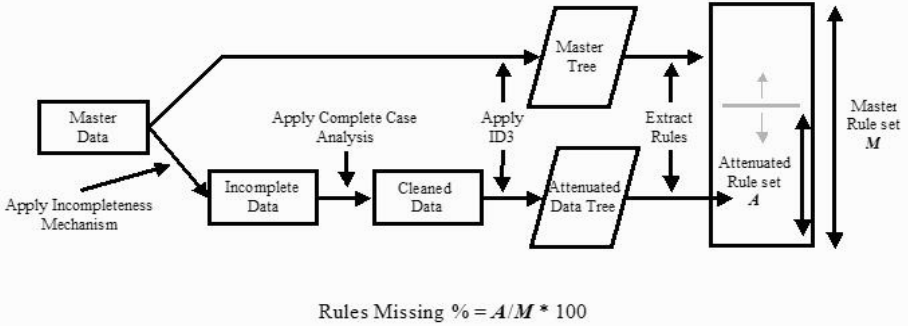 Master
Tree
Master
Data
Apply Complete Case
Analysis
Apply
ID3
Extract
Rules
Master
Rule set
M
Incomplete
Data
Cleaned
Data
Attenuated
Data Tree
Attenuated
Rule set
A
Apply Incompleteness
Mechanism
Rules Missing % = A/M * 100